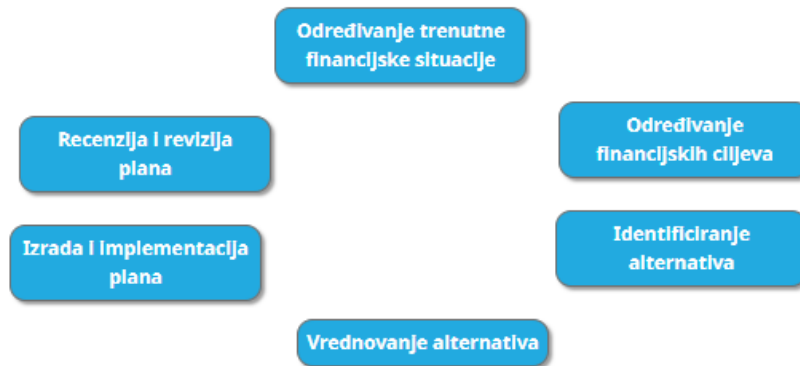 Određivanje trenutne
financijske situacije
Određivanje
financijskih ciljeva
Identificiranje
alternativa
Vrednovanje alternativa
Izrada i implementacija
plana
Recenzija i revizija
plana